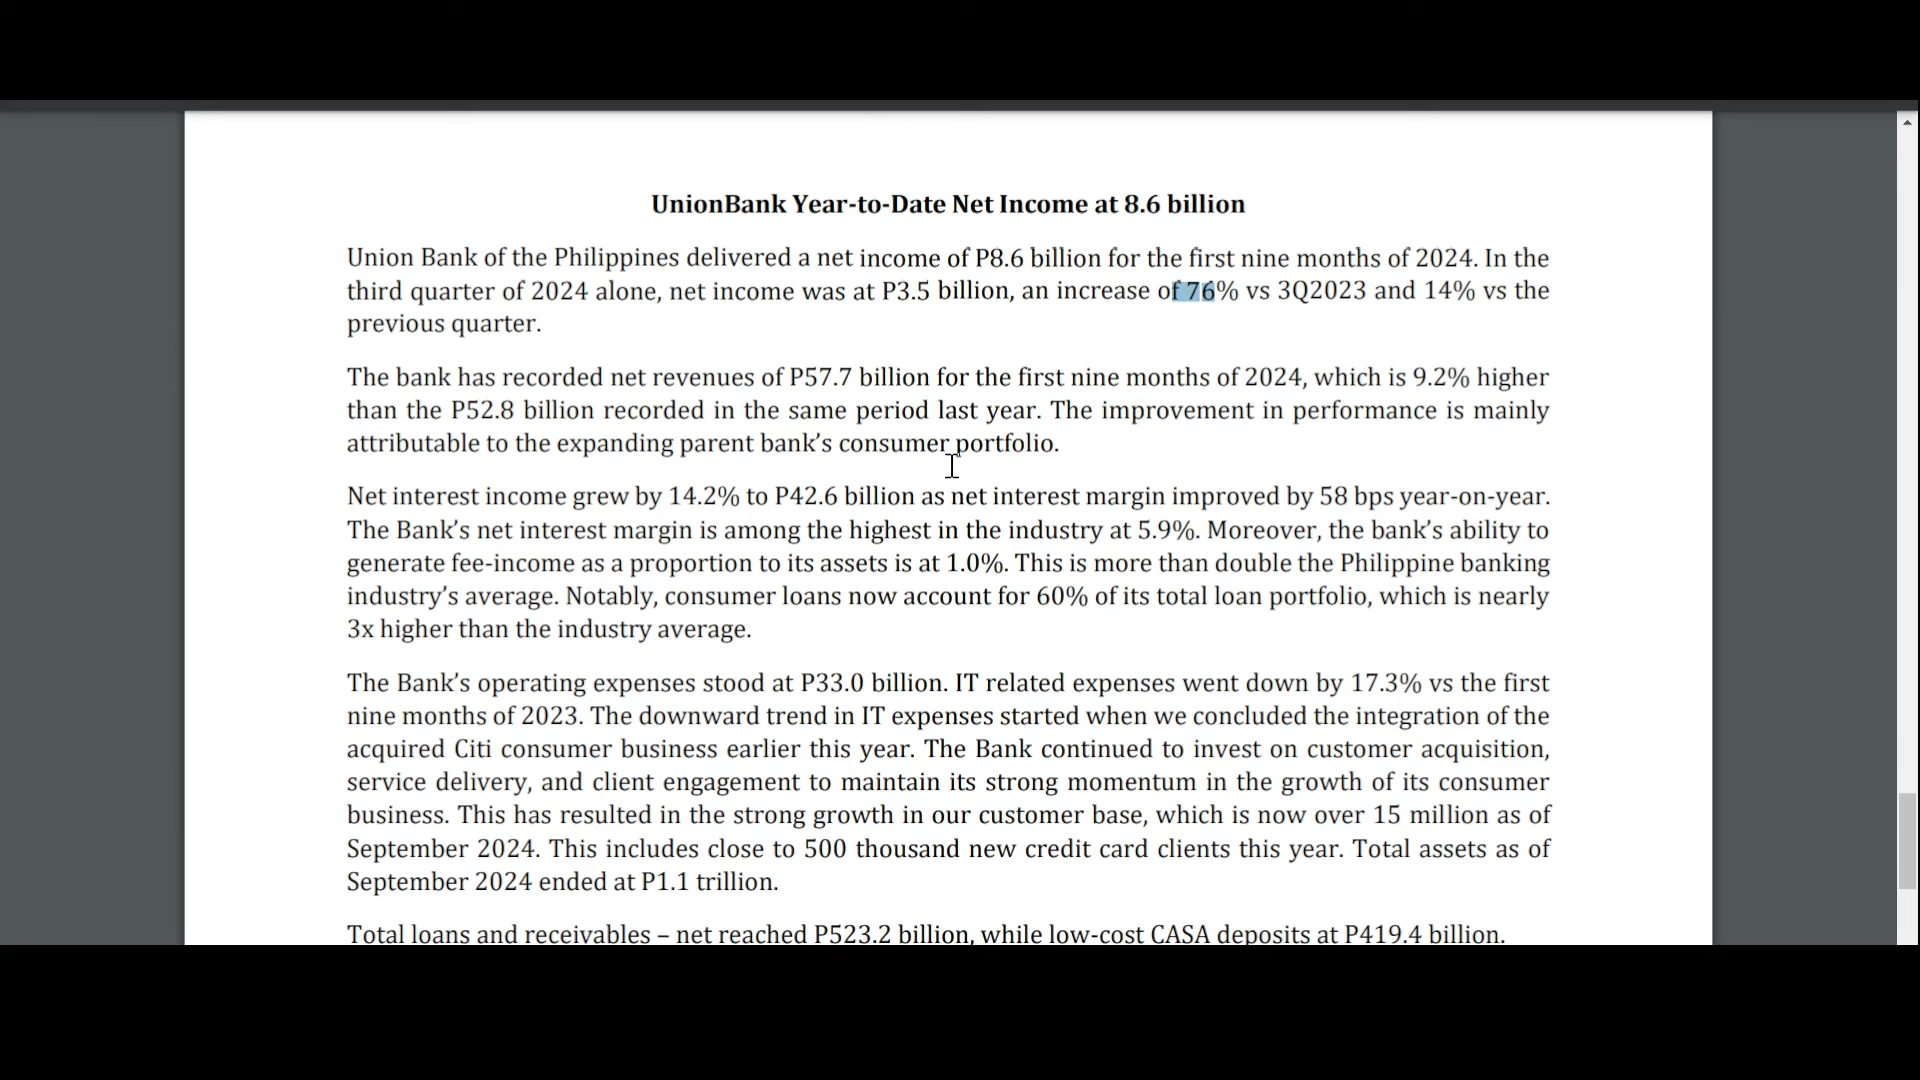 UnionBank Year-to-Date Net Income at 8.6 billion
Union Bank of the Philippines delivered a net income of P8.6 billion for the first nine months of 2024. In the
third quarter of 2024 alone, net income was at P3.5 billion, an increase of 76% vs 3Q2023 and 14% vs the
previous quarter.
The bank has recorded net revenues of P57.7 billion for the first nine months of 2024, which is 9.2% higher
than the P52.8 billion recorded in the same period last year. The improvement in performance is mainly
attributable to the expanding parent bank’s consumer portfolio.
Net interest income grew by 14.2% to P42.6 billion as net interest margin improved by 58 bps year-on-year.
The Bank’s net interest margin is among the highest in the industry at 5.9%. Moreover, the bank’s ability to
generate fee-income as a proportion to its assets is at 1.0%. This is more than double the Philippine banking
industry’s average. Notably, consumer loans now account for 60% of its total loan portfolio, which is nearly
3x higher than the industry average.
The Bank’s operating expenses stood at P33.0 billion. IT related expenses went down by 17.3% vs the first
nine months of 2023. The downward trend in IT expenses started when we concluded the integration of the
acquired Citi consumer business earlier this year. The Bank continued to invest on customer acquisition,
service delivery, and client engagement to maintain its strong momentum in the growth of its consumer
business. This has resulted in the strong growth in our customer base, which is now over 15 million as of
September 2024. This includes close to 500 thousand new credit card clients this year. Total assets as of
September 2024 ended at P1.1 trillion.
Total loans and receivables – net reached P523.2 billion, while low-cost CASA deposits at P419.4 billion.